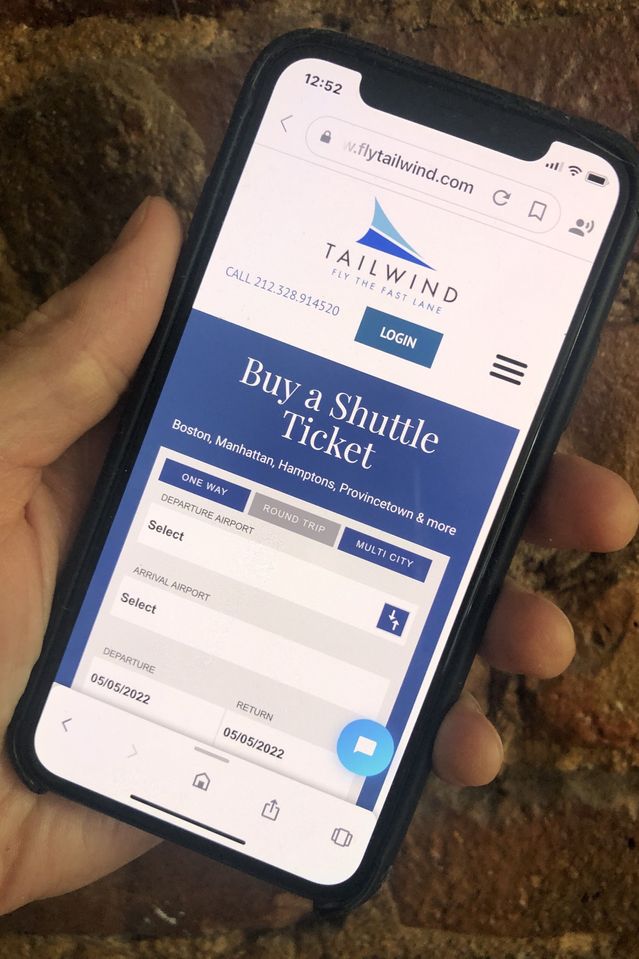 12:52
w.flytailwind.com
TAILWIND
FLY THE FAST LANE
CALL 212.328.914520
LOGIN
Buy a Shuttle
Ticket
Boston, Manhattan, Hamptons, Provincetown & more
ONE WAY
ROUND TRIP
MULTI CITY
DEPARTURE AIRPORT
Select
ARRIVAL AIRPORT
Select
DEPARTURE
RETURN
05/05/2022
05/05/2022